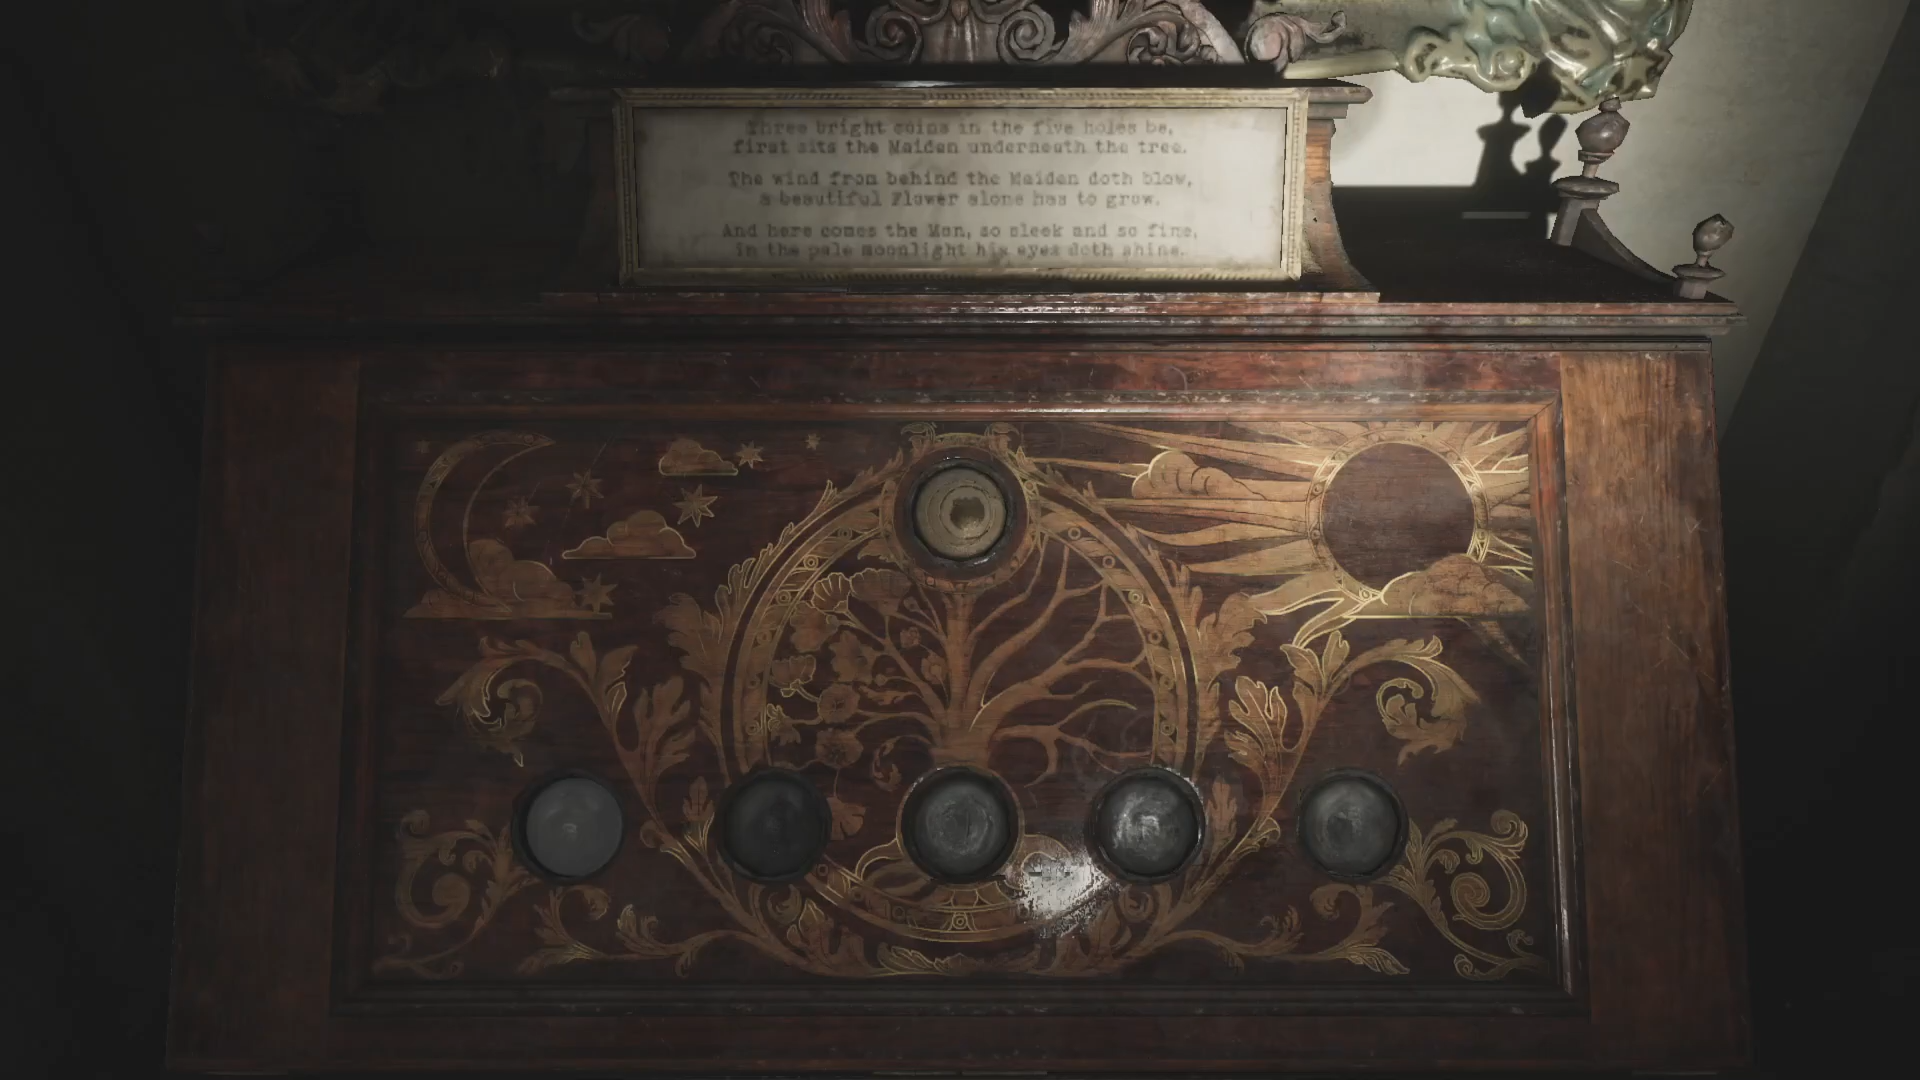 Three bright coins in the five holes be,
first sits the Maiden underneath the tree.
The wind from behind the Maiden doth blow,
a beautiful Flower alone has to grow.
And here comes the Man, so sleek and so fine,
in the pale moonlight his eyes doth shine.